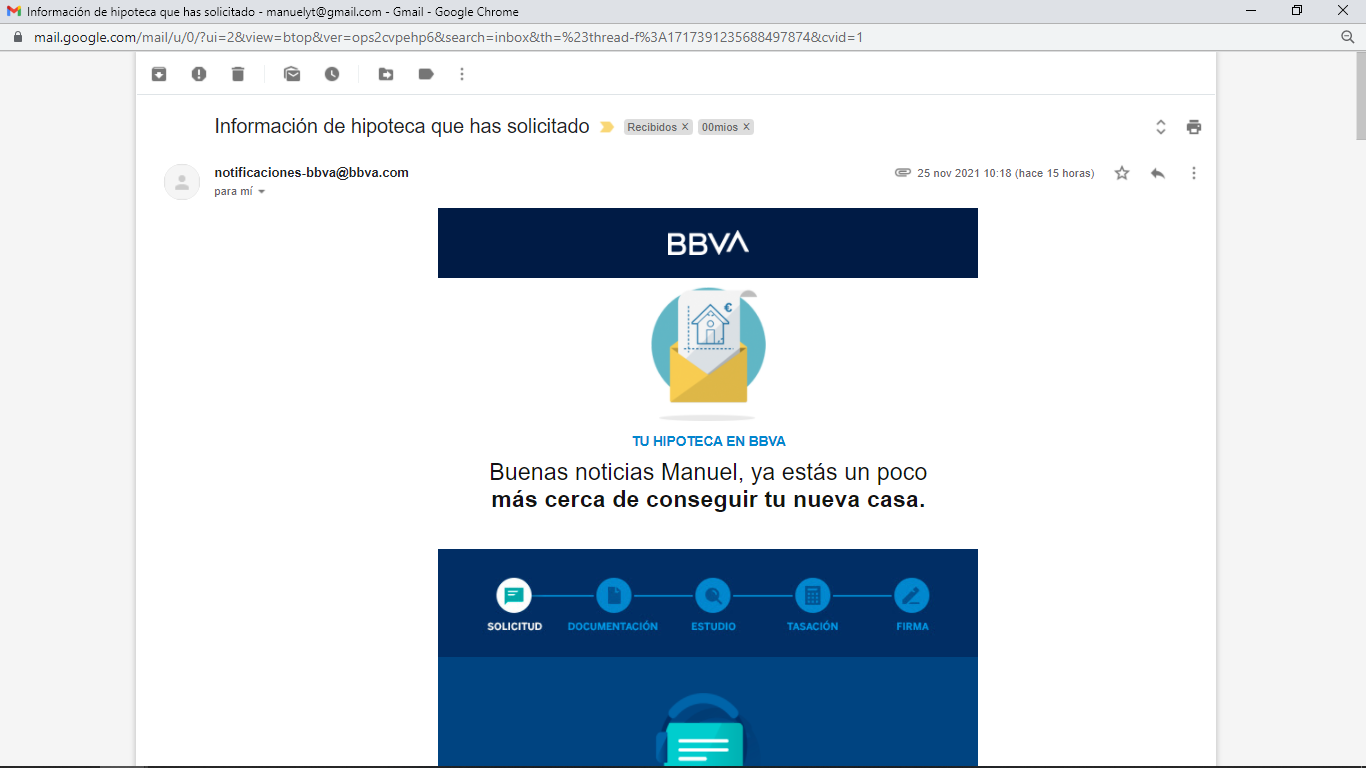 Información de hipoteca que has solicitado - manuelyt@gmail.com - Gmail - Google Chrome
mail.google.com/mail/u/0/?ui=2&view=btop&ver=ops2cvpehp6&search=inbox&th=%23thread-f%3A1717391235688497874&cvid=1
Información de hipoteca que has solicitado Recibidos X 00mios X
notificaciones-bbva@bbva.com 25 nov 2021 10:18 (hace 15 horas)
para mí
BBVA
€
TU HIPOTECA EN BBVA
Buenas noticias Manuel, ya estás un poco
más cerca de conseguir tu nueva casa.
SOLICITUD DOCUMENTACIÓN ESTUDIO TASACIÓN FIRMA